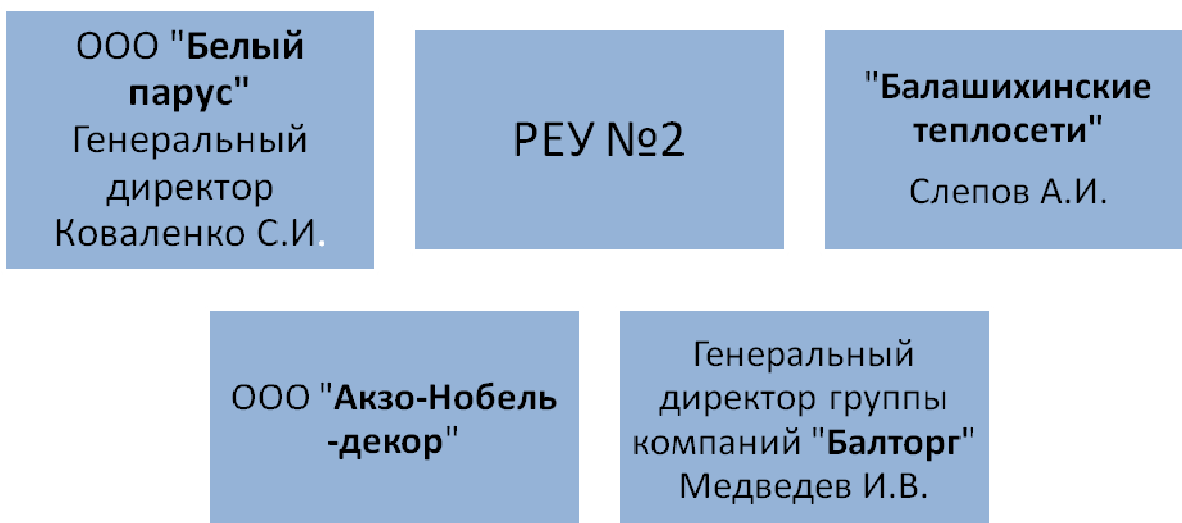 ООО "Белый
парус"
Генеральный
директор
Коваленко С.И.
РЕУ №2
"Балашихинские
теплосети"
Слепов А.И.
ООО "Акзо-Нобель
-декор"
Генеральный
директор группы
компаний "Балторг"
Медведев И.В.